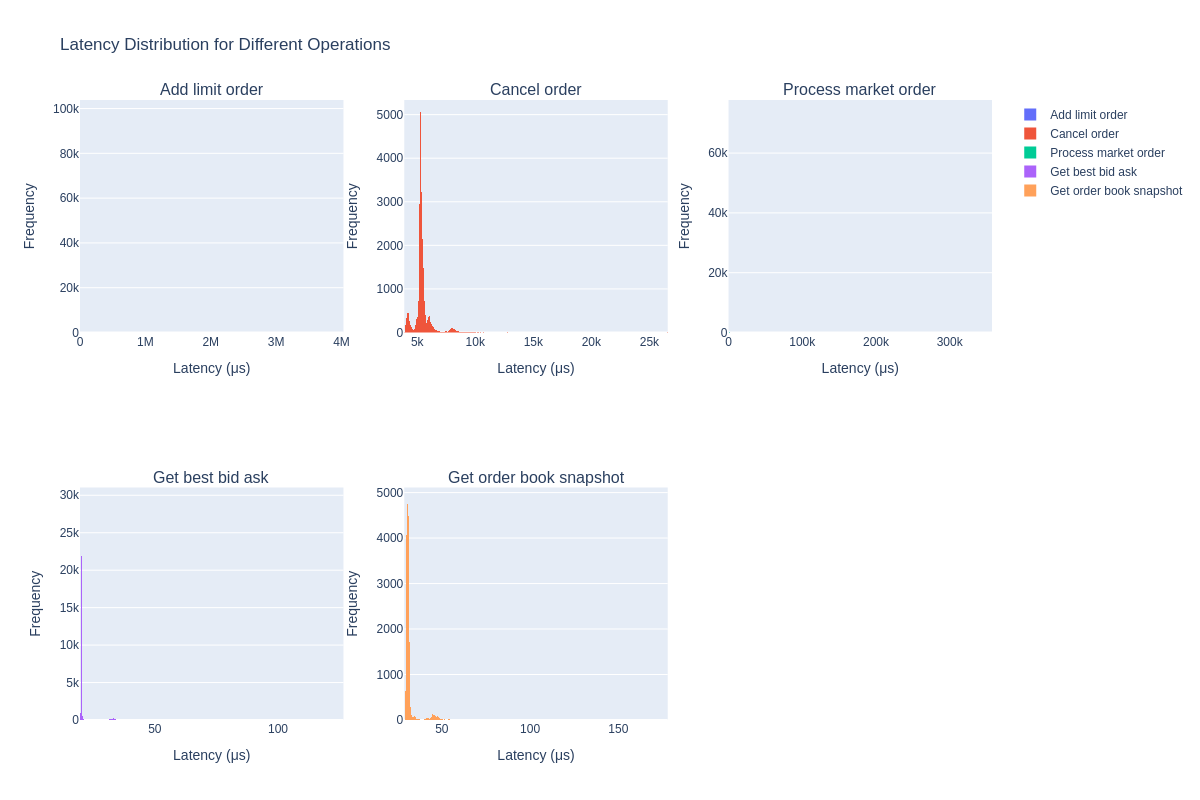 Latency Distribution for Different Operations
Add limit order
Cancel order
Process market order
100k
80k
60k
40k
20k
0
Frequency
0 1M 2M 3M 4M
Latency (μs)
5000
4000
3000
2000
1000
0
Frequency
5k 10k 15k 20k 25k
Latency (μs)
60k
40k
20k
0
Frequency
0 100k 200k 300k
Latency (μs)
Add limit order
Cancel order
Process market order
Get best bid ask
Get order book snapshot
Get best bid ask
Get order book snapshot
30k
25k
20k
15k
10k
5k
0
Frequency
50 100
Latency (μs)
5000
4000
3000
2000
1000
0
Frequency
50 100 150
Latency (μs)